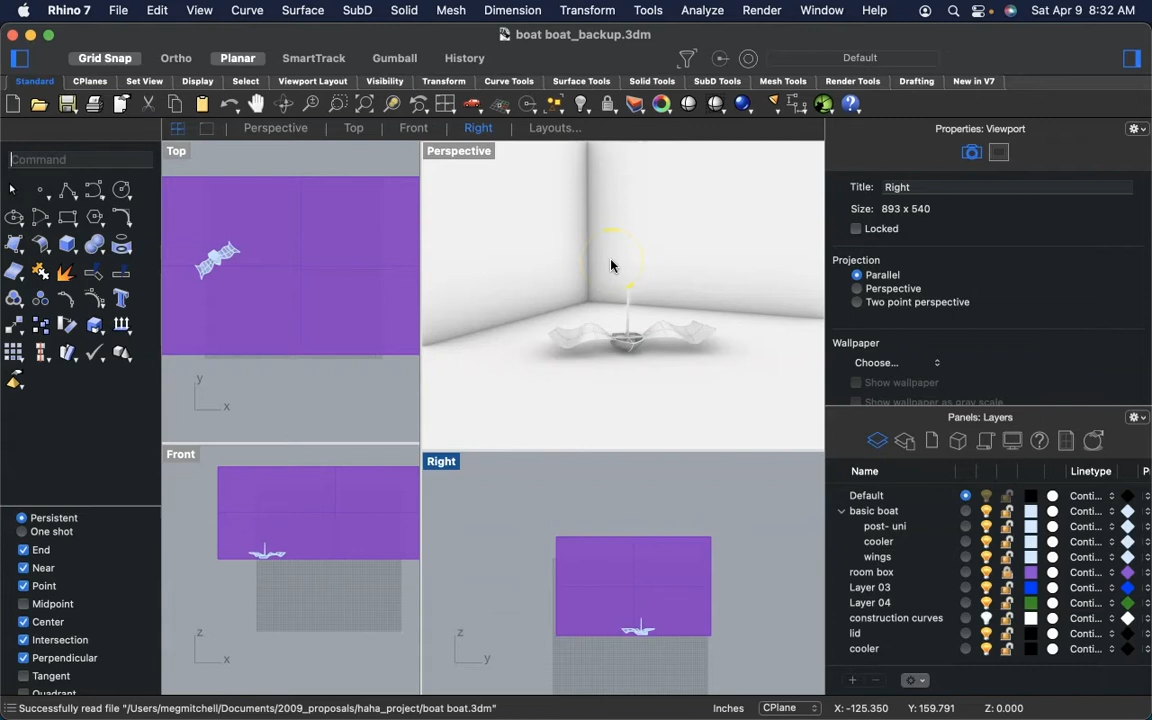 Rhino 7 File Edit View Curve Surface SubD Solid Mesh Dimension Transform Tools Analyze Render Window Help Sat Apr 9 8:32 AM
boat boat_backup.3dm
Grid Snap Ortho Planar SmartTrack Gumball History Default
Standard CPlanes Set View Display Select Viewport Layout Visibility Transform Curve Tools Surface Tools Solid Tools SubD Tools Mesh Tools Render Tools Drafting New in V7
Perspective Top Front Right Layouts...
Properties: Viewport
Command
Top
Perspective
Title: Right
Size: 893 x 540
Locked
Projection
Parallel
Perspective
Two point perspective
Wallpaper
Choose...
Show wallpaper
Show wallpaper as gray scale
y
x
Panels: Layers
Front
Right
Name Linetype P
Default Conti...
basic boat Conti...
post- uni Conti...
cooler Conti...
wings Conti...
room box Conti...
Layer 03 Conti...
Layer 04 Conti...
construction curves Conti...
lid Conti...
cooler Conti...
Persistent
One shot
End
Near
Point
Midpoint
Center
Intersection
Perpendicular
Tangent
Quadrant
z
x
z
y
Successfully read file "/Users/megmitchell/Documents/2009_proposals/haha_project/boat boat.3dm" Inches CPlane X: -125.350 Y: 159.791 Z: 0.000